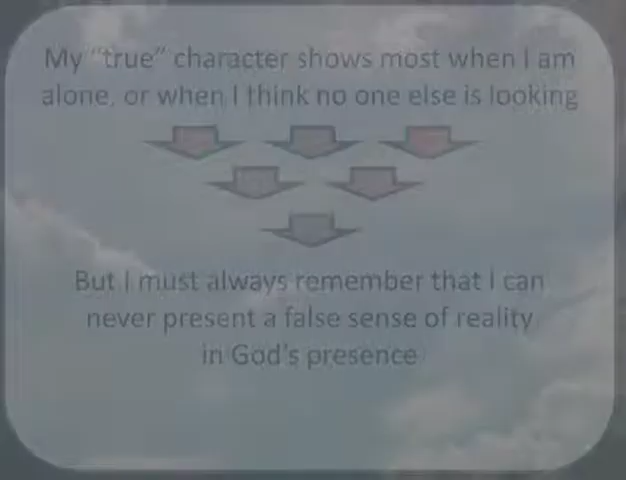 My “true” character shows most when I am
alone, or when I think no one else is looking
But I must always remember that I can
never present a false sense of reality
in God’s presence